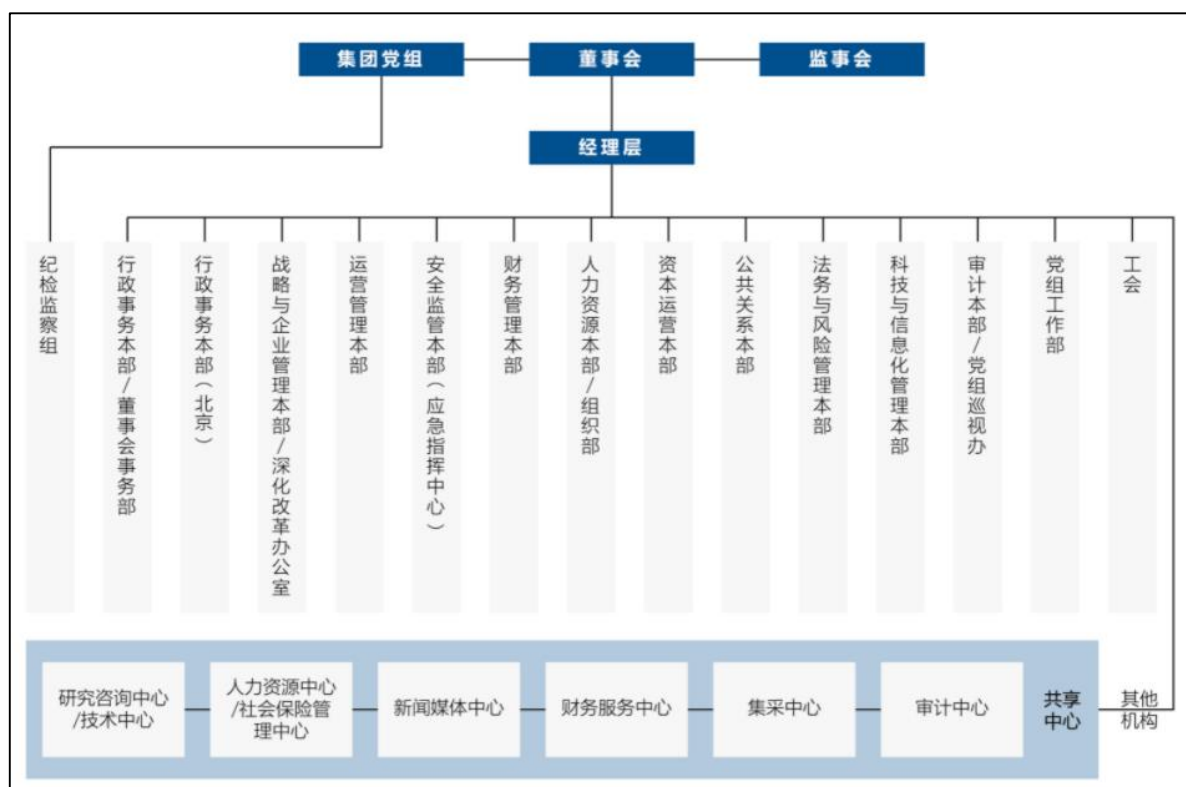 集团党组
董事会
监事会
经理层
纪检监察组
行政事务本部/董事会事务部
行政事务本部(北京)
战略与企业管理本部/深化改革办公室
运营管理本部
安全监管本部(应急指挥中心)
财务管理本部
人力资源本部/组织部
资本运营本部
公共关系本部
法务与风险管理本部
科技与信息化管理本部
审计本部/党组巡视办
党组工作部
工会
研究咨询中心
/技术中心
人力资源中心
/社会保险管
理中心
新闻媒体中心
财务服务中心
集采中心
审计中心
共享
中心
其他
机构